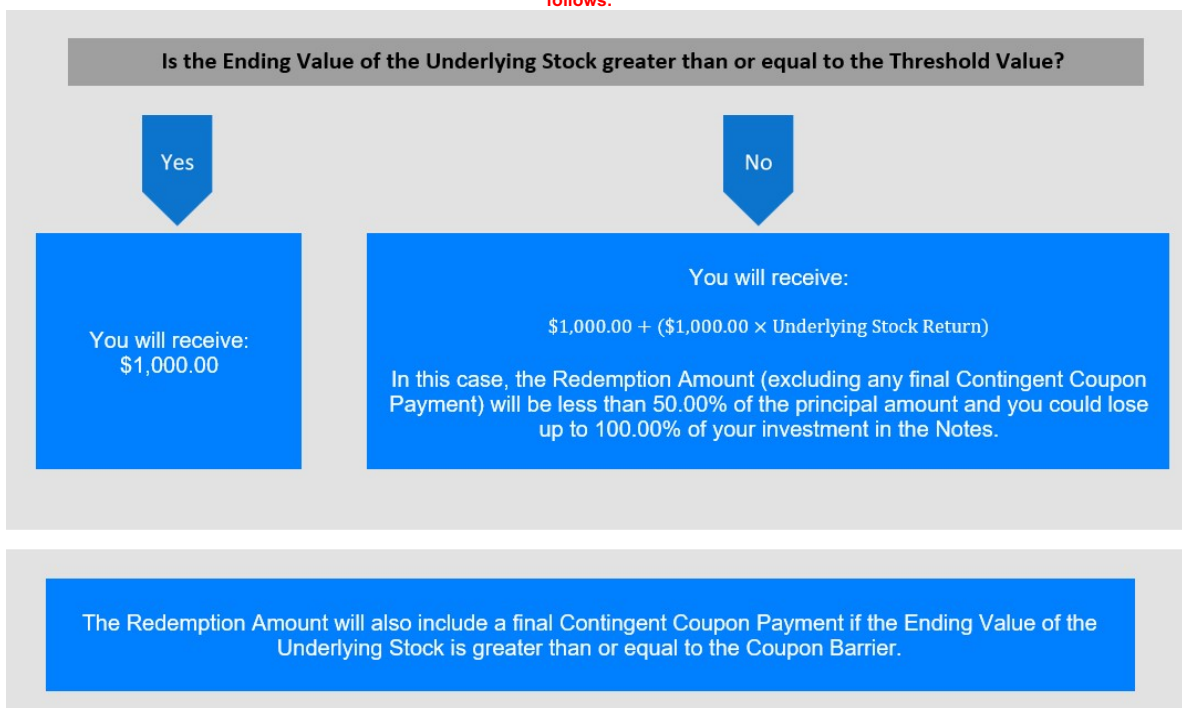 follows:
Is the Ending Value of the Underlying Stock greater than or equal to the Threshold Value?
Yes
No
You will receive:
$1,000.00
You will receive:
$1,000.00 + ($1,000.00 × Underlying Stock Return)
In this case, the Redemption Amount (excluding any final Contingent Coupon
Payment) will be less than 50.00% of the principal amount and you could lose
up to 100.00% of your investment in the Notes.
The Redemption Amount will also include a final Contingent Coupon Payment if the Ending Value of the
Underlying Stock is greater than or equal to the Coupon Barrier.